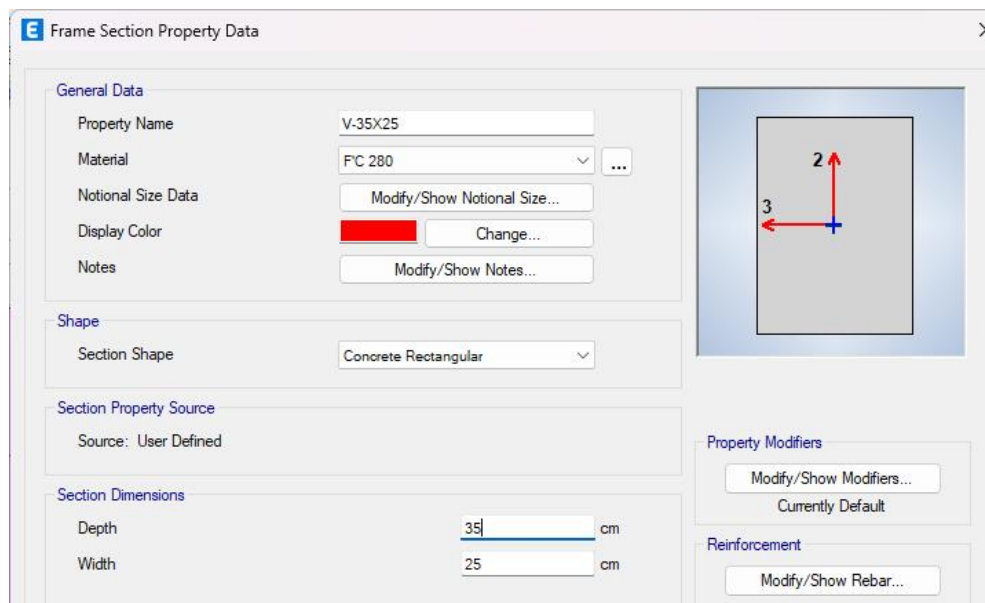 E Frame Section Property Data
General Data
Property Name V-35X25
Material F'C 280 ...
Notional Size Data Modify/Show Notional Size...
Display Color Change...
Notes Modify/Show Notes...
2
3
Shape
Section Shape Concrete Rectangular
Section Property Source
Source: User Defined
Property Modifiers
Modify/Show Modifiers...
Currently Default
Section Dimensions
Depth 35 cm
Width 25 cm
Reinforcement
Modify/Show Rebar...